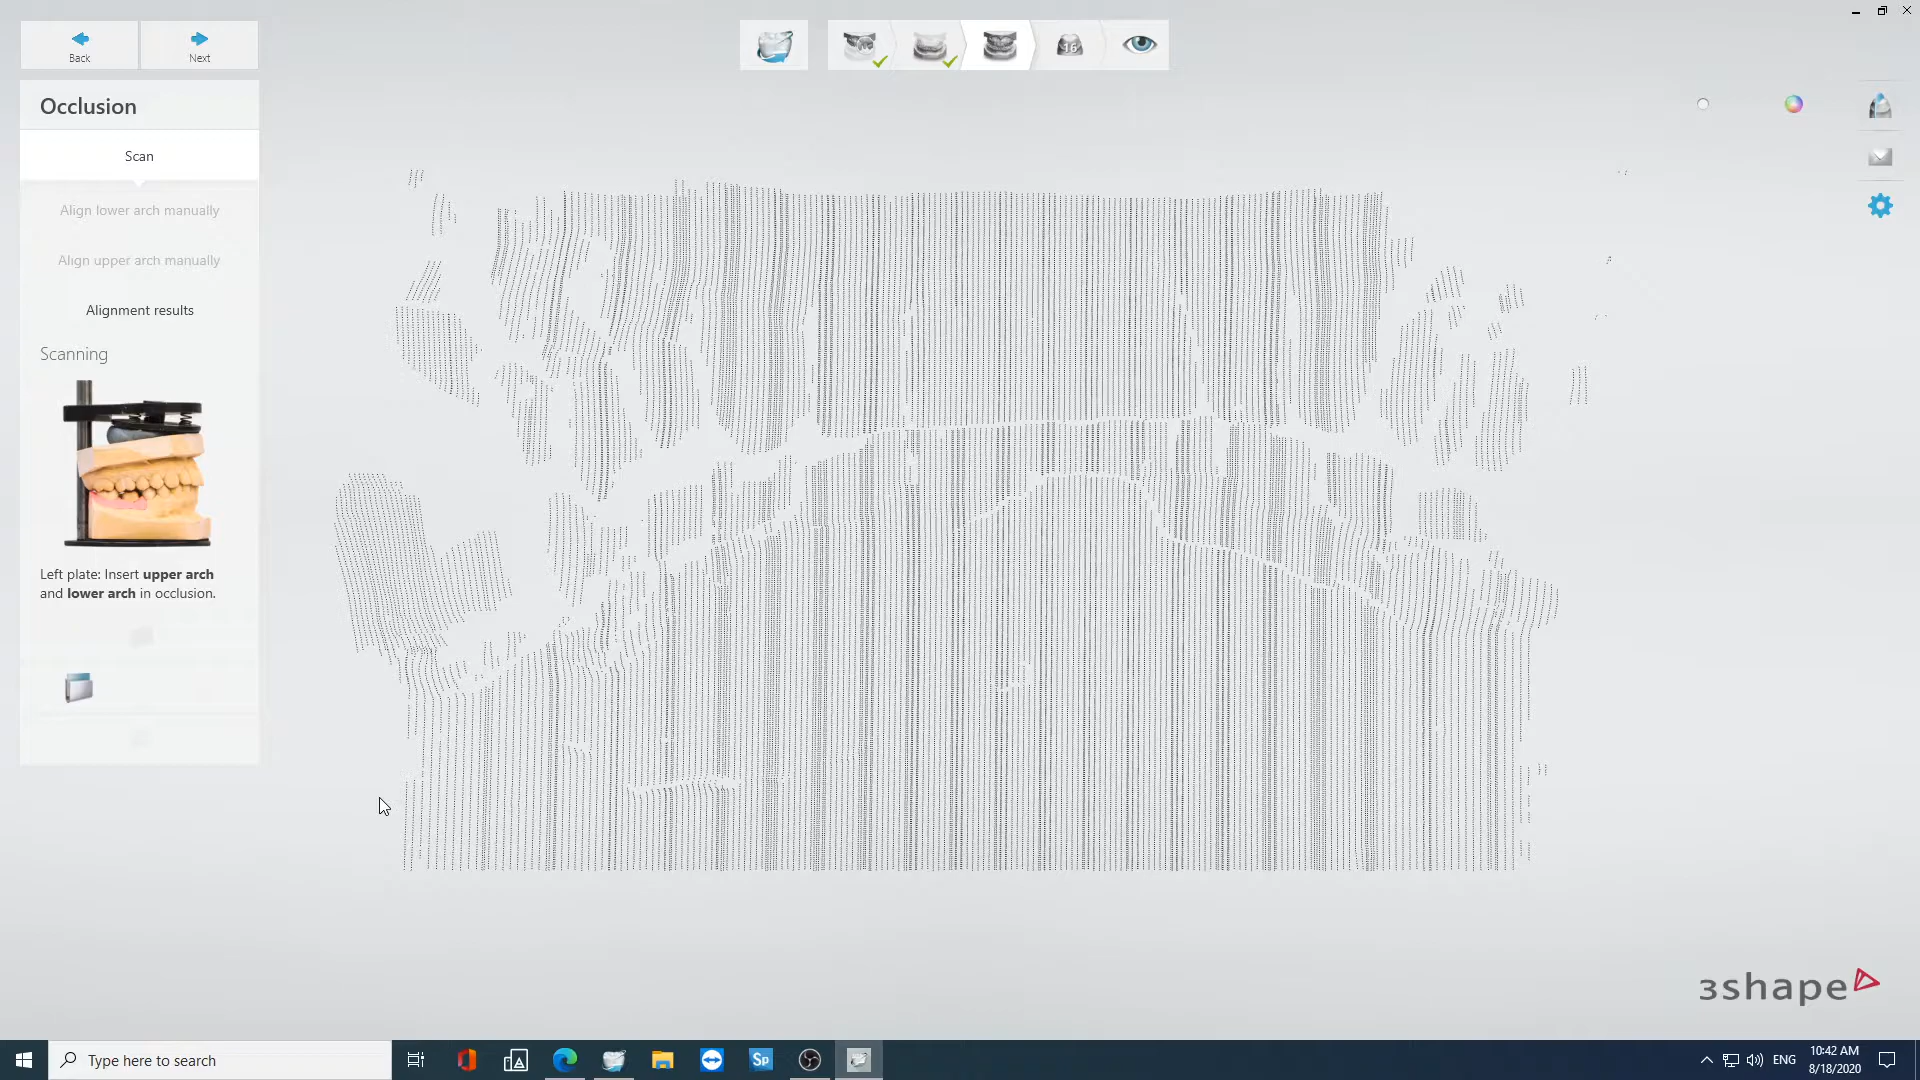 Back
Next
Occlusion
Scan
Align lower arch manually
Align upper arch manually
Alignment results
Scanning
Left plate: Insert upper arch
and lower arch in occlusion.
16
3shape
Type here to search
Sp
ENG
10:42 AM
8/18/2020